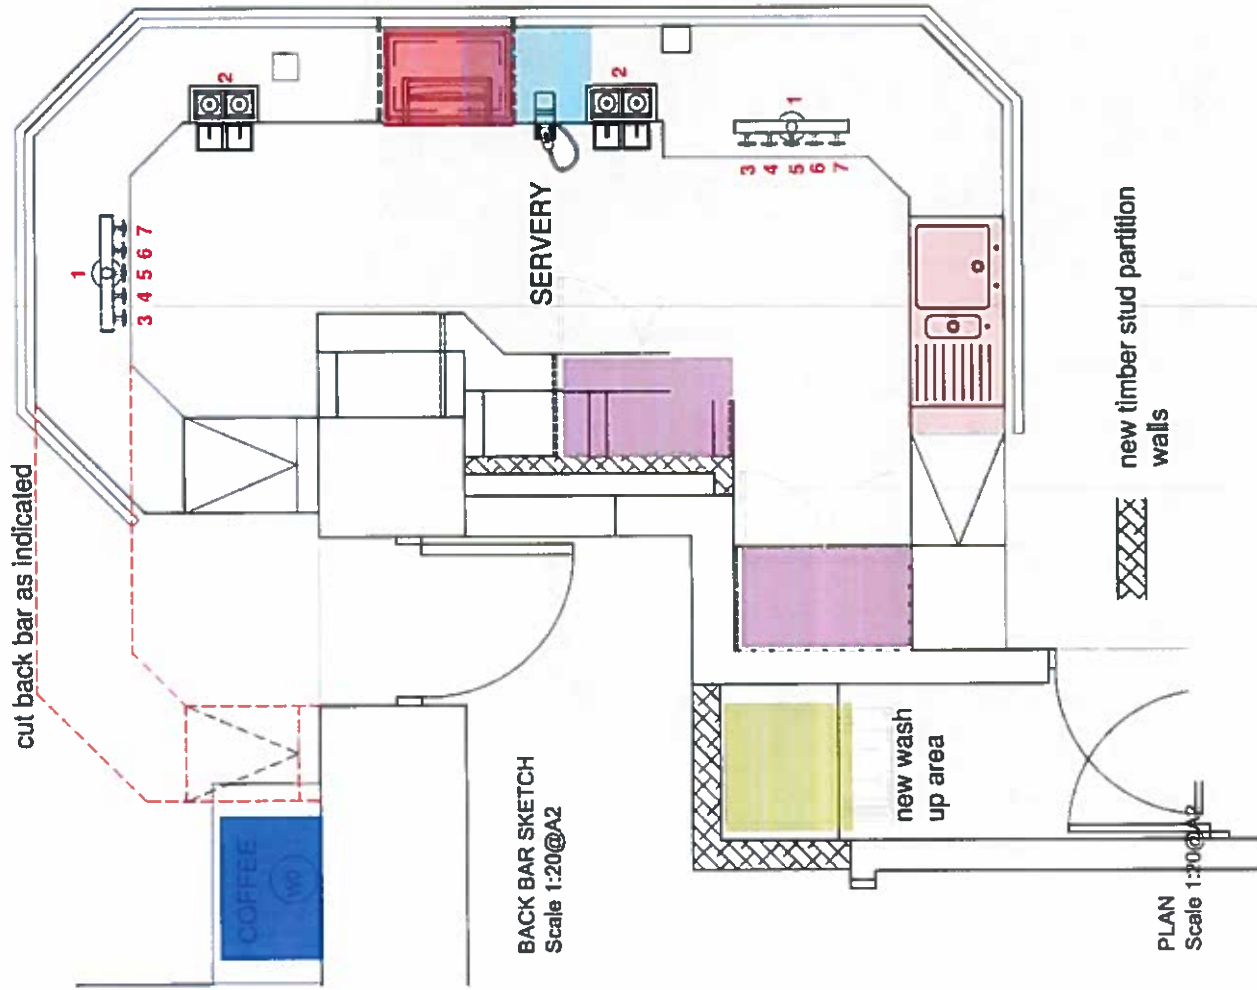 cut back bar as indicated
2
2
1
3 4 5 6 7
1
3
4
5
6
7
SERVERY
new timber stud partition
walls
COFFEE
BACK BAR SKETCH
Scale 1:20@A2
new wash
up area
PLAN
Scale 1:20@A2